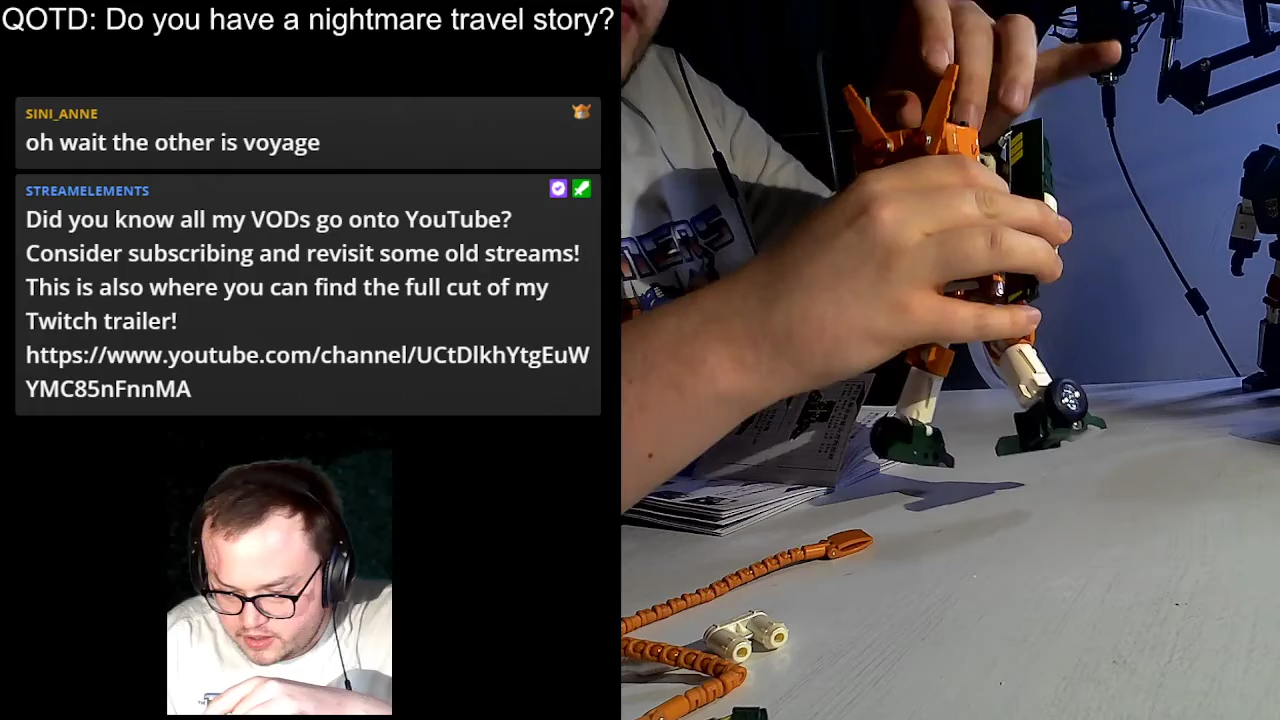 QOTD: Do you have a nightmare travel story?
SINI_ANNE
oh wait the other is voyage
STREAMELEMENTS
Did you know all my VODs go onto YouTube?
Consider subscribing and revisit some old streams!
This is also where you can find the full cut of my
Twitch trailer!
https://www.youtube.com/channel/UCtDlkhYtgEuW
YMC85nFnnMA